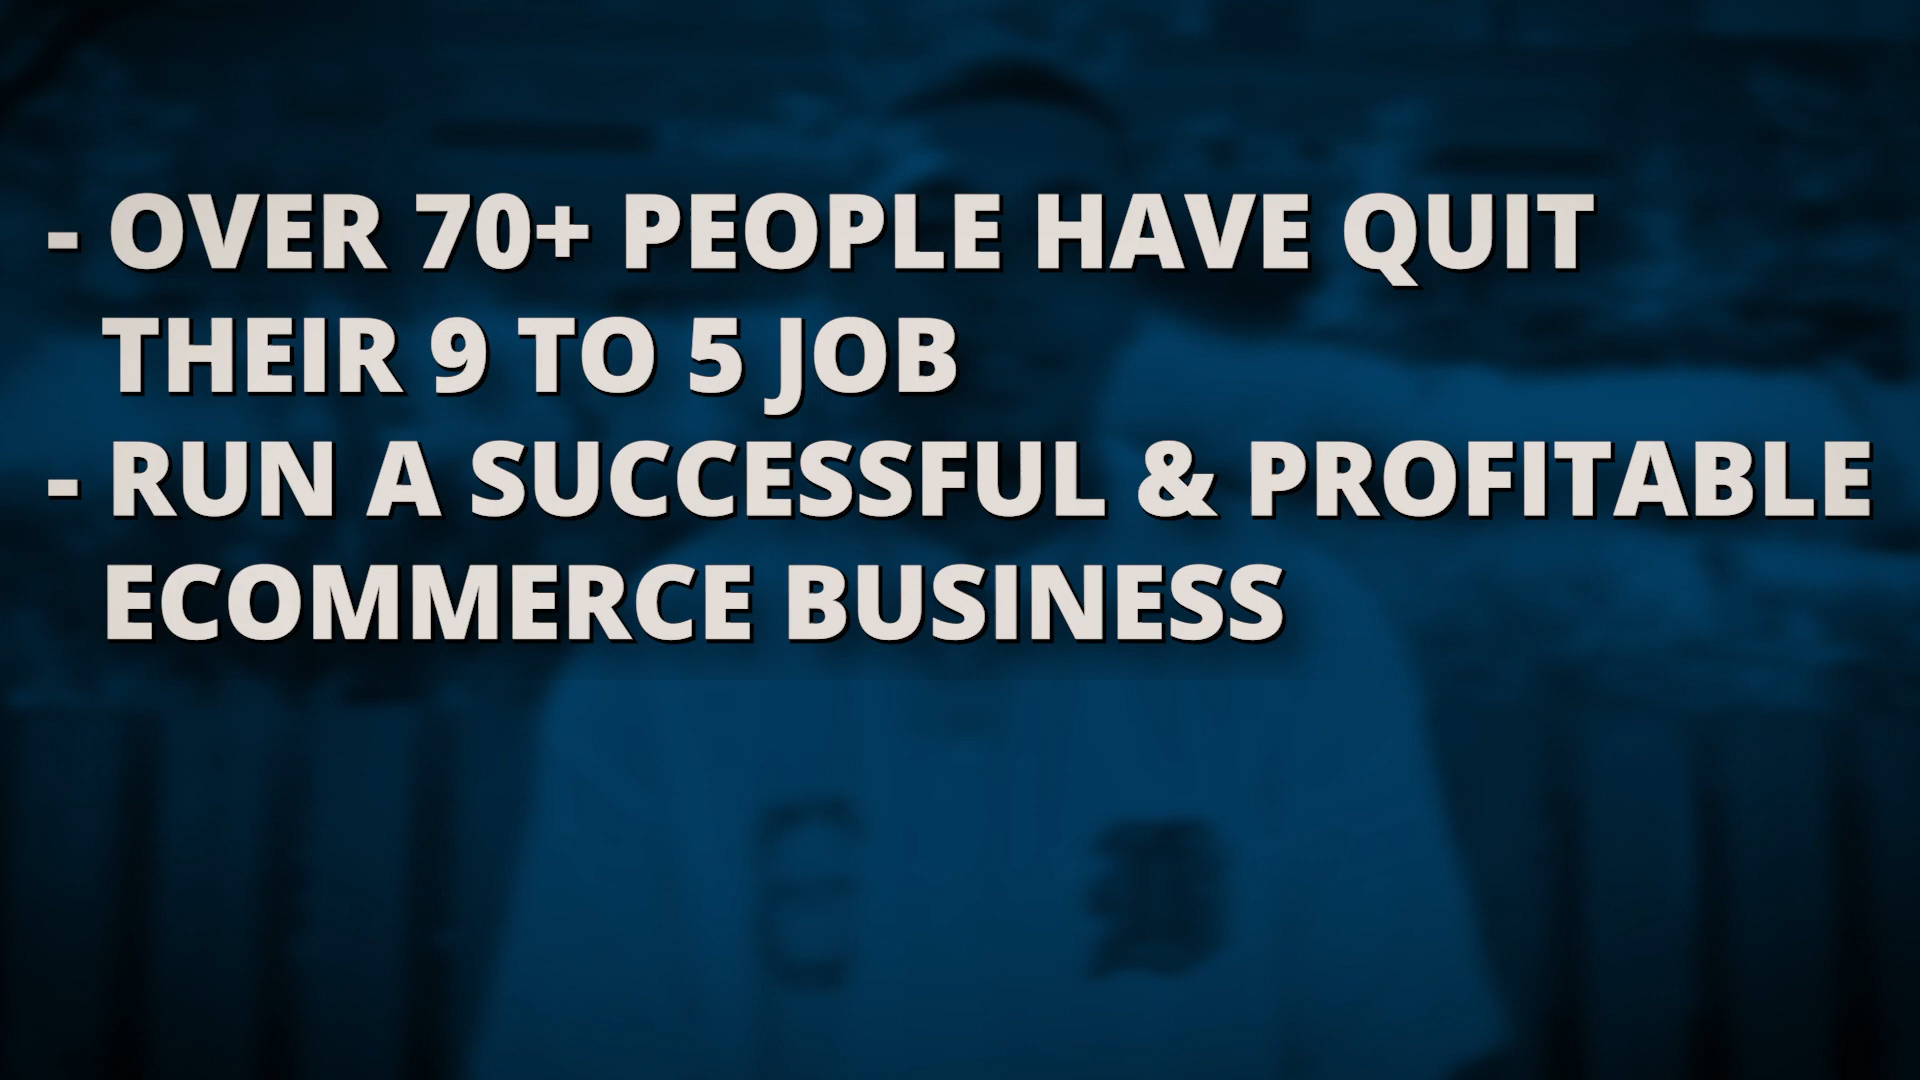 - OVER 70+ PEOPLE HAVE QUIT
THEIR 9 TO 5 JOB
- RUN A SUCCESSFUL & PROFITABLE
ECOMMERCE BUSINESS